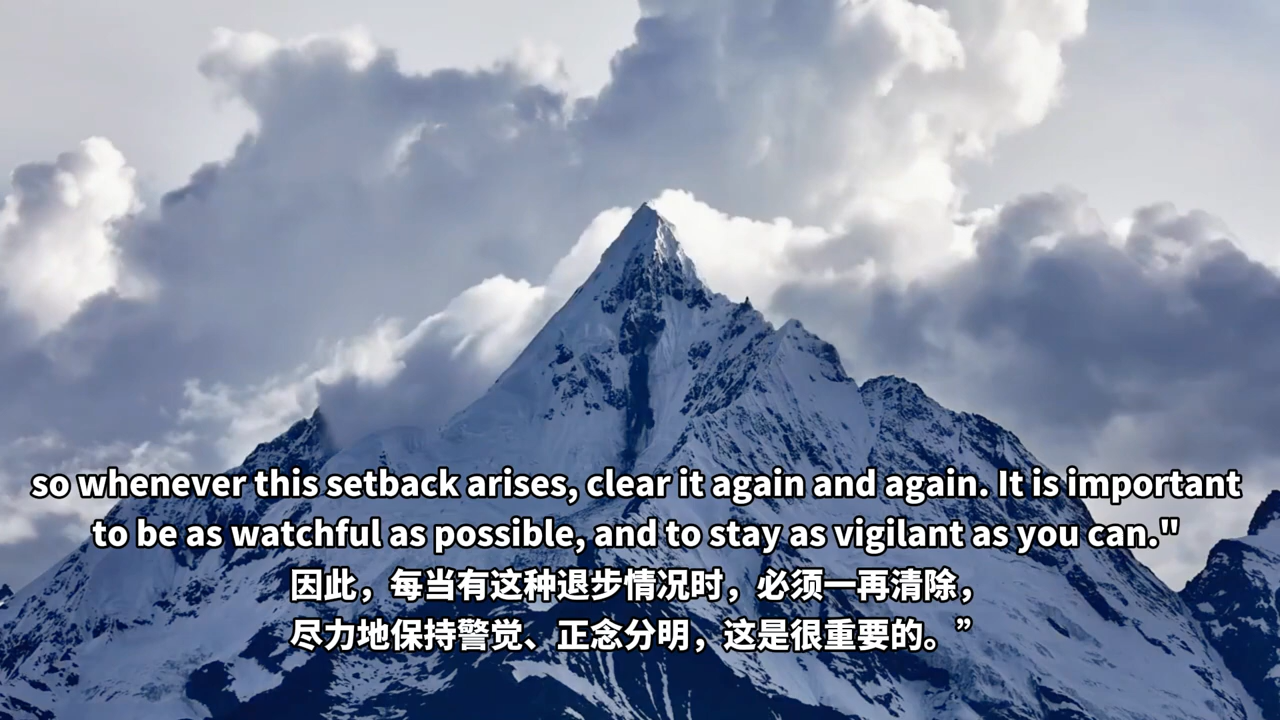 so whenever this setback arises, clear it again and again. It is important
to be as watchful as possible, and to stay as vigilant as you can."
因此，每当有这种退步情况时，必须一再清除，
尽力地保持警觉、正念分明，这是很重要的。”